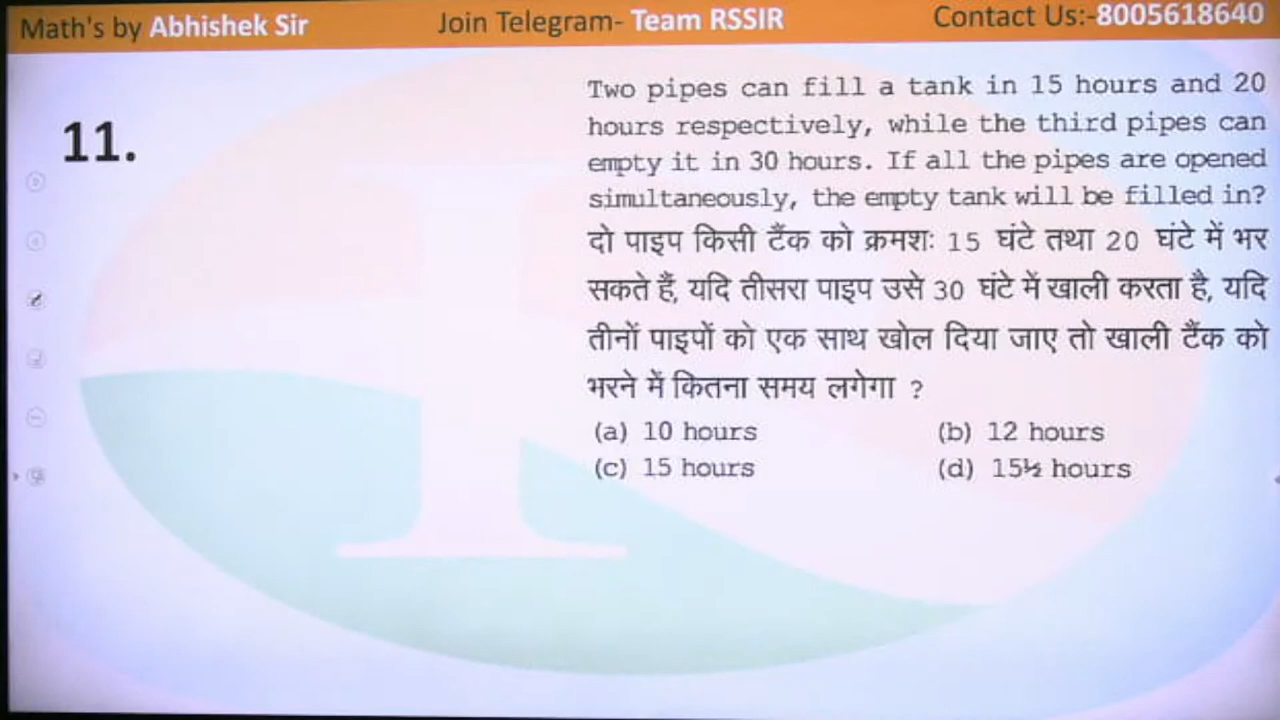 Math's by Abhishek Sir Join Telegram- Team RSSIR Contact Us:-8005618640
11.
Two pipes can fill a tank in 15 hours and 20
hours respectively, while the third pipes can
empty it in 30 hours. If all the pipes are opened
simultaneously, the empty tank will be filled in?
दो पाइप किसी टैंक को क्रमशः 15 घंटे तथा 20 घंटे में भर
सकते हैं, यदि तीसरा पाइप उसे 30 घंटे में खाली करता है, यदि
तीनों पाइपों को एक साथ खोल दिया जाए तो खाली टैंक को
भरने में कितना समय लगेगा ?
(a) 10 hours (b) 12 hours
(c) 15 hours (d) 15½ hours